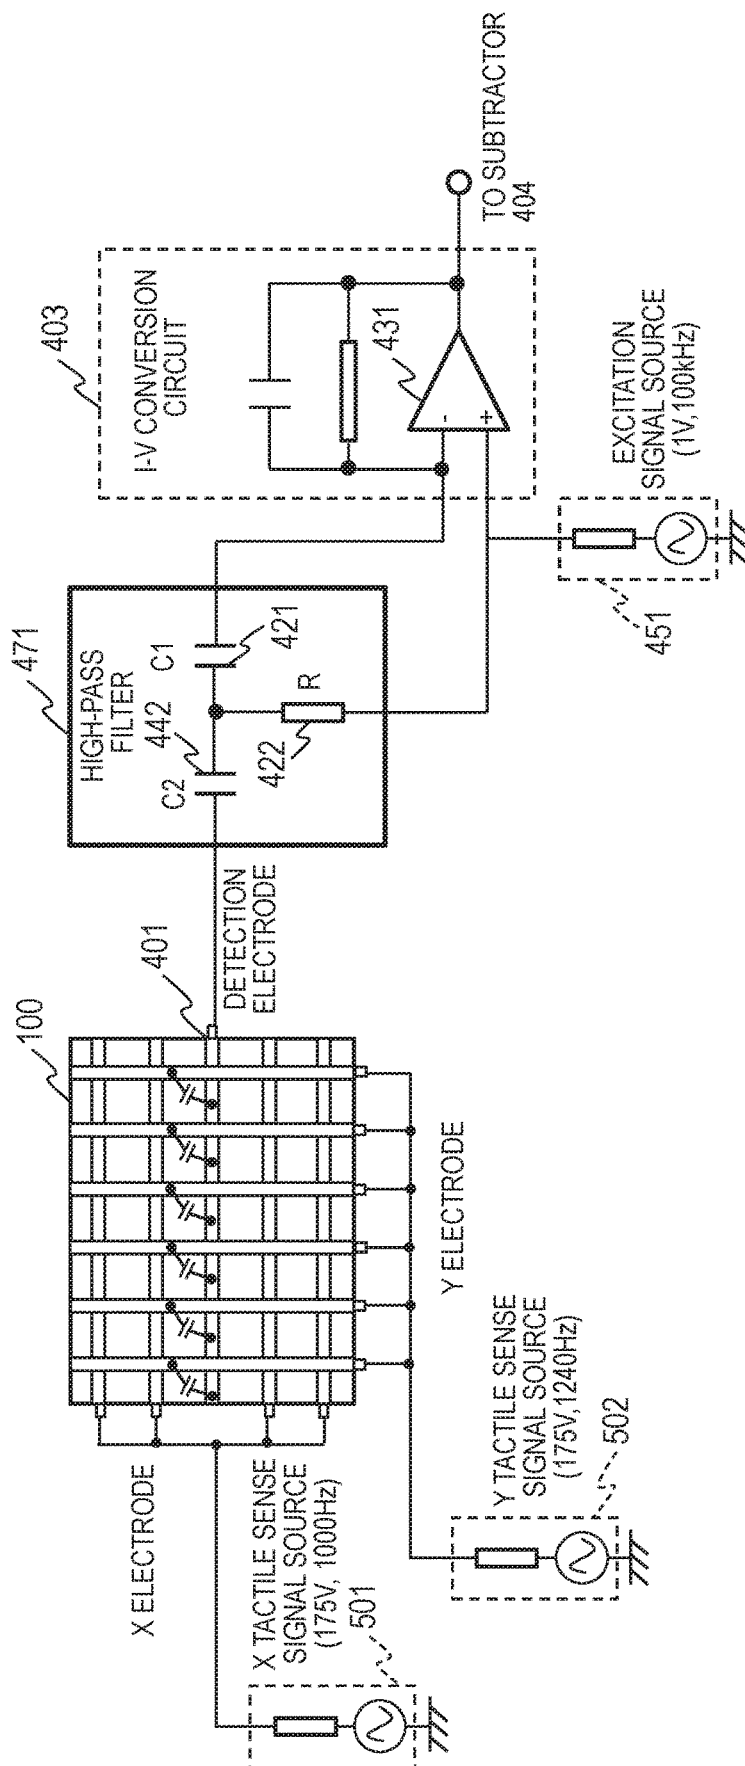 100
401
X ELECTRODE
X TACTILE SENSE
SIGNAL SOURCE
(175V, 1000Hz)
501
Y TACTILE SENSE
SIGNAL SOURCE
(175V,1240Hz)
502
Y ELECTRODE
DETECTION
ELECTRODE
471
HIGH-PASS
FILTER
442
C2
C1
421
R
422
403
I-V CONVERSION
CIRCUIT
431
-
+
TO SUBTRACTOR
404
EXCITATION
SIGNAL SOURCE
(1V,100kHz)
451